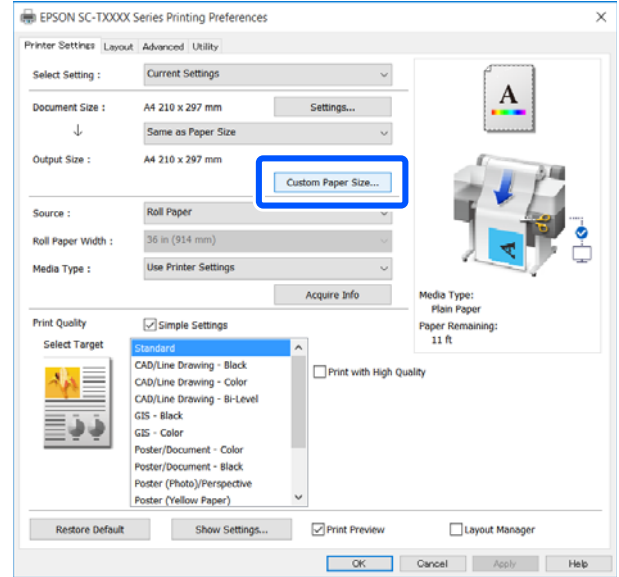 EPSON SC-TXXXX Series Printing Preferences
Printer Settings Layout Advanced Utility
Select Setting : Current Settings
Document Size : A4 210 x 297 mm Settings...
Same as Paper Size
Output Size : A4 210 x 297 mm
Custom Paper Size...
Source : Roll Paper
Roll Paper Width : 36 in (914 mm)
Media Type : Use Printer Settings
Acquire Info
A
Media Type:
Plain Paper
Paper Remaining:
11 ft
Print Quality Simple Settings
Select Target
Standard
CAD/Line Drawing - Black
CAD/Line Drawing - Color
CAD/Line Drawing - Bi-Level
GIS - Black
GIS - Color
Poster/Document - Color
Poster/Document - Black
Poster (Photo)/Perspective
Poster (Yellow Paper)
Print with High Quality
Restore Default Show Settings... Print Preview Layout Manager
OK Cancel Apply Help